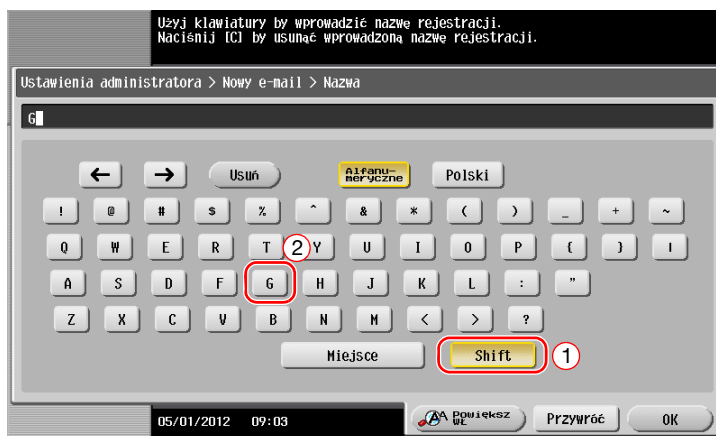 Użyj klawiatury by wprowadzić nazwę rejestracji.
Naciśnij [C] by usunąć wprowadzoną nazwę rejestracji.
Ustawienia administratora > Nowy e-mail > Nazwa
G
← → Usuń Alfanu-meryczne Polski
! @ # $ % ^ & * ( ) _ + ~
Q W E R T 2 Y U I O P { } |
A S D F G H J K L : "
Z X C V B N M < > ?
Miejsce Shift 1
05/01/2012 09:03 Powiększ WŁ Przywróć OK